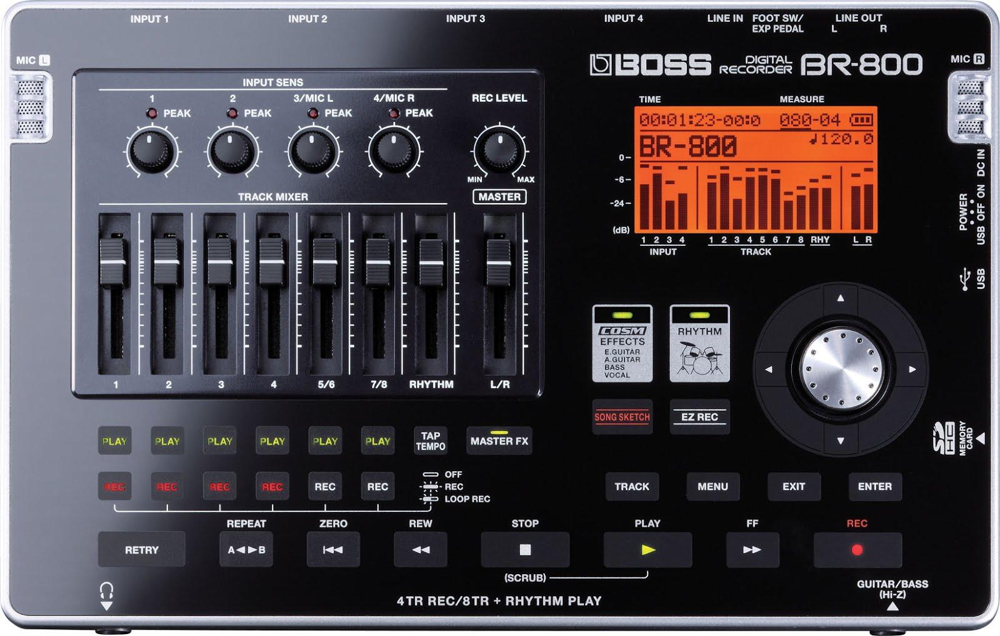 INPUT 1 INPUT 2 INPUT 3 INPUT 4 LINE IN FOOT SW/ EXP PEDAL LINE OUT L R
MIC L
BOSS DIGITAL RECORDER BR-800
MIC R
INPUT SENS
1 2 3/MIC L 4/MIC R REC LEVEL
PEAK PEAK PEAK PEAK
MIN MAX
TRACK MIXER MASTER
1 2 3 4 5/6 7/8 RHYTHM L/R
TIME MEASURE
00:01:23-00:0 080-04
BR-800 ♩120.0
0
-6
-24
(dB)
1 2 3 4 1 2 3 4 5 6 7 8 RHY L R
INPUT TRACK
DC IN
POWER
USB OFF ON
USB
COSM
EFFECTS
E.GUITAR
A.GUITAR
BASS
VOCAL
RHYTHM
SONG SKETCH EZ REC
SDHC
MEMORY
CARD
PLAY PLAY PLAY PLAY PLAY PLAY TAP TEMPO MASTER FX
REC REC REC REC REC REC
OFF
REC
LOOP REC
TRACK MENU EXIT ENTER
REPEAT ZERO REW STOP PLAY FF REC
RETRY A◄►B
(SCRUB)
GUITAR/BASS
(Hi-Z)
4TR REC/8TR + RHYTHM PLAY